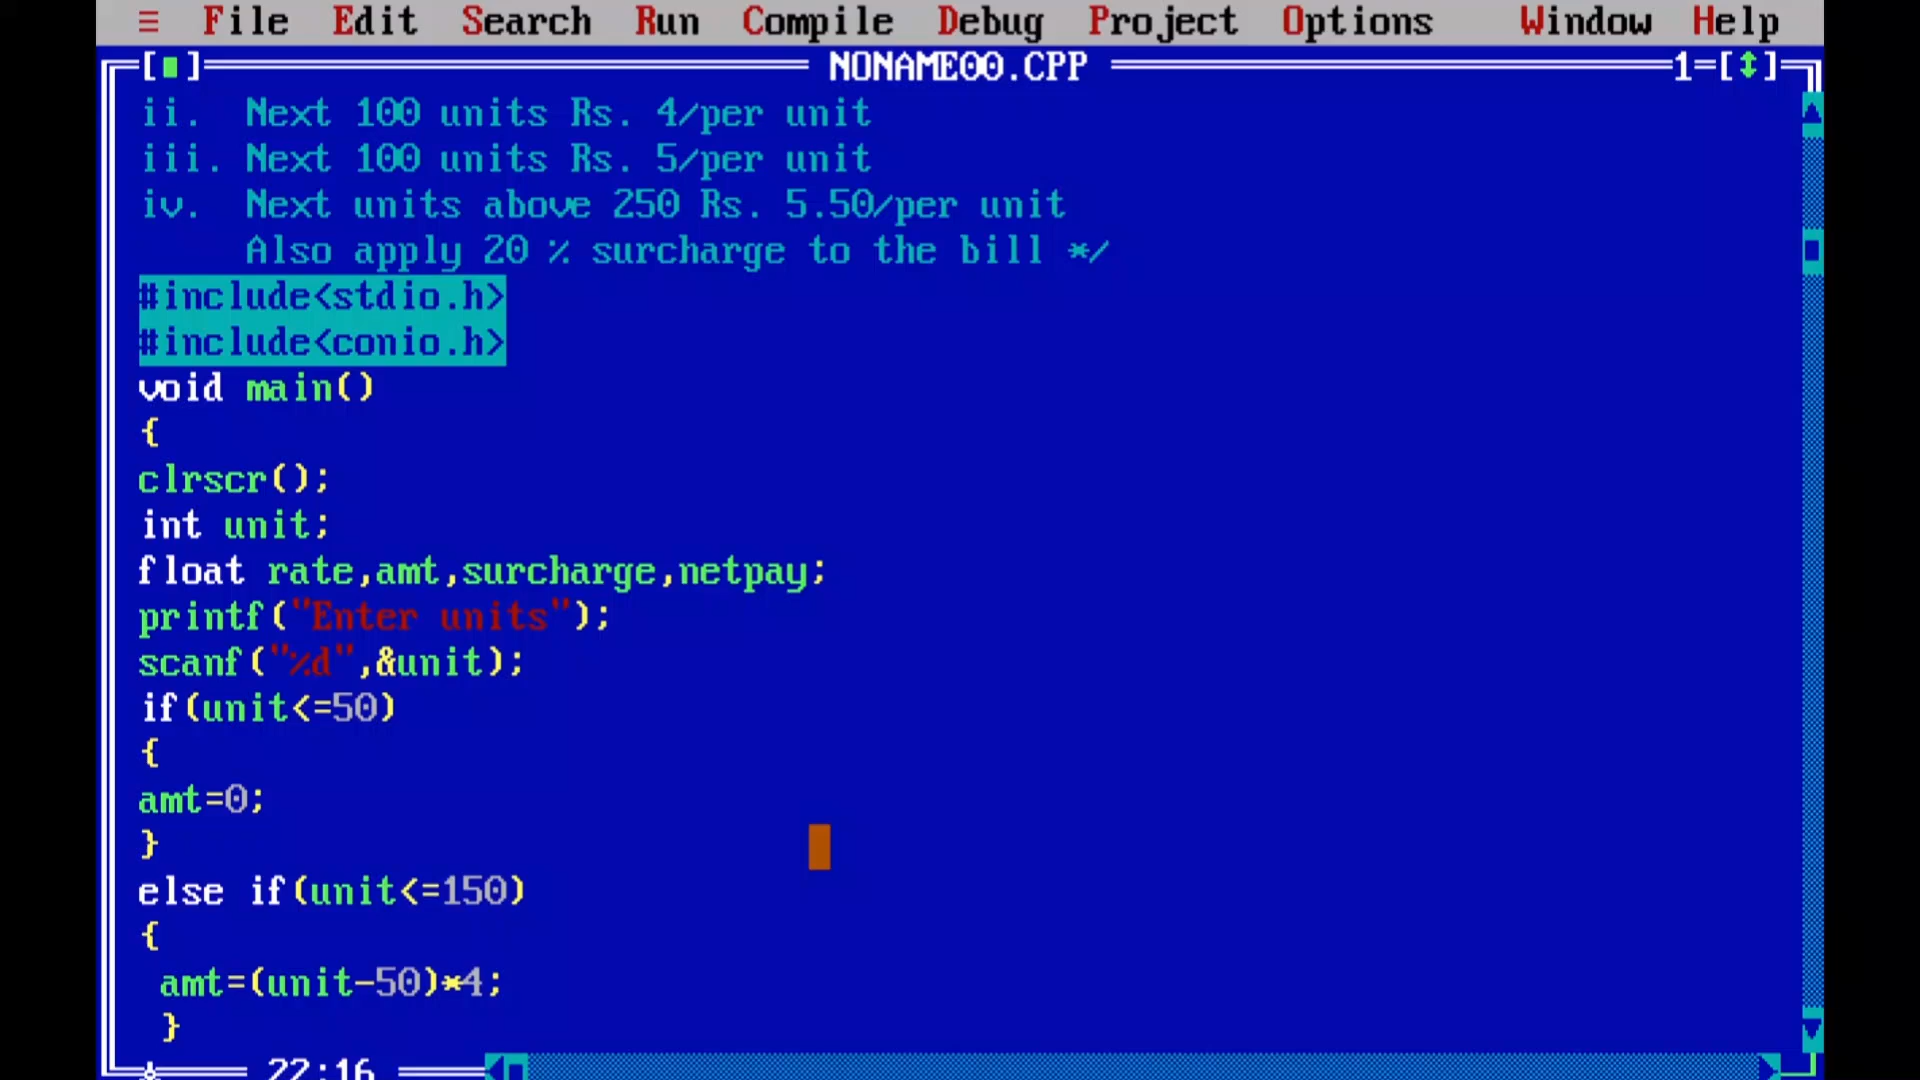 ≡ File Edit Search Run Compile Debug Project Options Window Help
[■] NONAME00.CPP 1=[↕]
ii. Next 100 units Rs. 4/per unit
iii. Next 100 units Rs. 5/per unit
iv. Next units above 250 Rs. 5.50/per unit
Also apply 20 % surcharge to the bill */
#include<stdio.h>
#include<conio.h>
void main()
{
clrscr();
int unit;
float rate,amt,surcharge,netpay;
printf("Enter units");
scanf("%d",&unit);
if(unit<=50)
{
amt=0;
}
else if(unit<=150)
{
amt=(unit-50)*4;
}
22:16